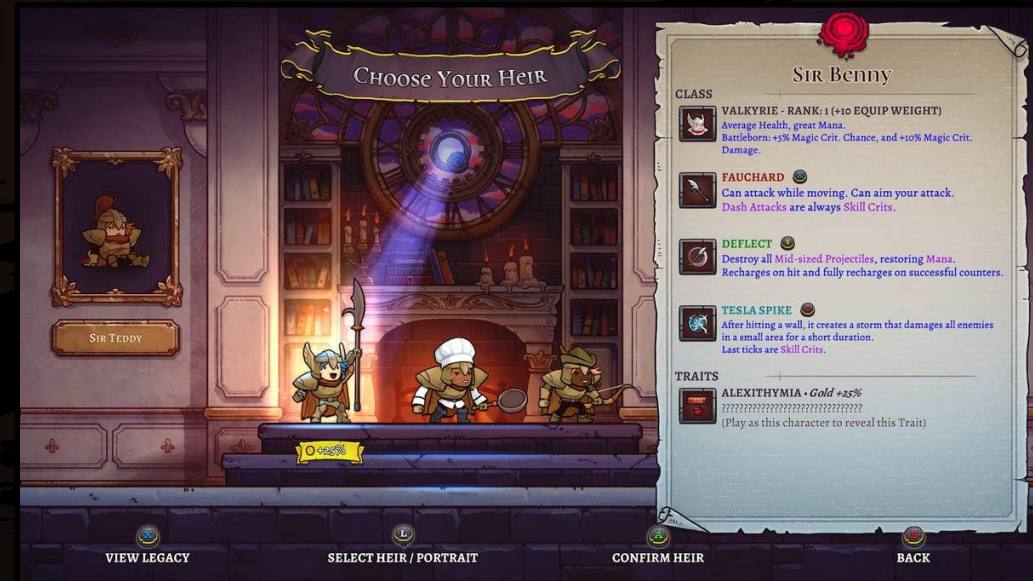 CHOOSE YOUR HEIR
SIR TEDDY
+25%
SIR BENNY
CLASS
VALKYRIE - RANK: 1 (+10 EQUIP WEIGHT)
Average Health, great Mana.
Battleborn: +5% Magic Crit. Chance, and +10% Magic Crit.
Damage.
FAUCHARD X
Can attack while moving. Can aim your attack.
Dash Attacks are always Skill Crits.
DEFLECT Y
Destroy all Mid-sized Projectiles, restoring Mana.
Recharges on hit and fully recharges on successful counters.
TESLA SPIKE
After hitting a wall, it creates a storm that damages all enemies
in a small area for a short duration.
Last ticks are Skill Crits.
TRAITS
ALEXITHYMIA • Gold +25%
????????????????????????????????
(Play as this character to reveal this Trait)
X
VIEW LEGACY
L
SELECT HEIR / PORTRAIT
A
CONFIRM HEIR
B
BACK